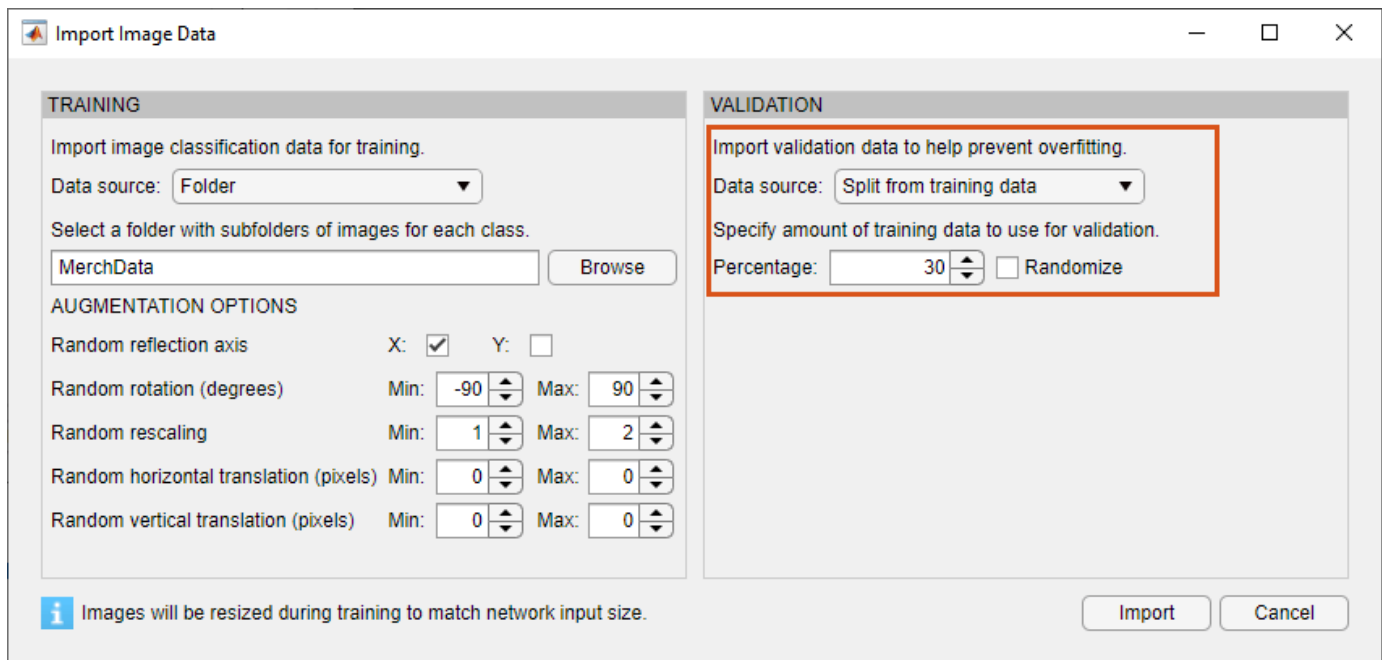 Import Image Data
TRAINING
Import image classification data for training.
Data source: Folder
Select a folder with subfolders of images for each class.
MerchData Browse
AUGMENTATION OPTIONS
Random reflection axis X: Y:
Random rotation (degrees) Min: -90 Max: 90
Random rescaling Min: 1 Max: 2
Random horizontal translation (pixels) Min: 0 Max: 0
Random vertical translation (pixels) Min: 0 Max: 0
VALIDATION
Import validation data to help prevent overfitting.
Data source: Split from training data
Specify amount of training data to use for validation.
Percentage: 30 Randomize
Images will be resized during training to match network input size.
Import Cancel